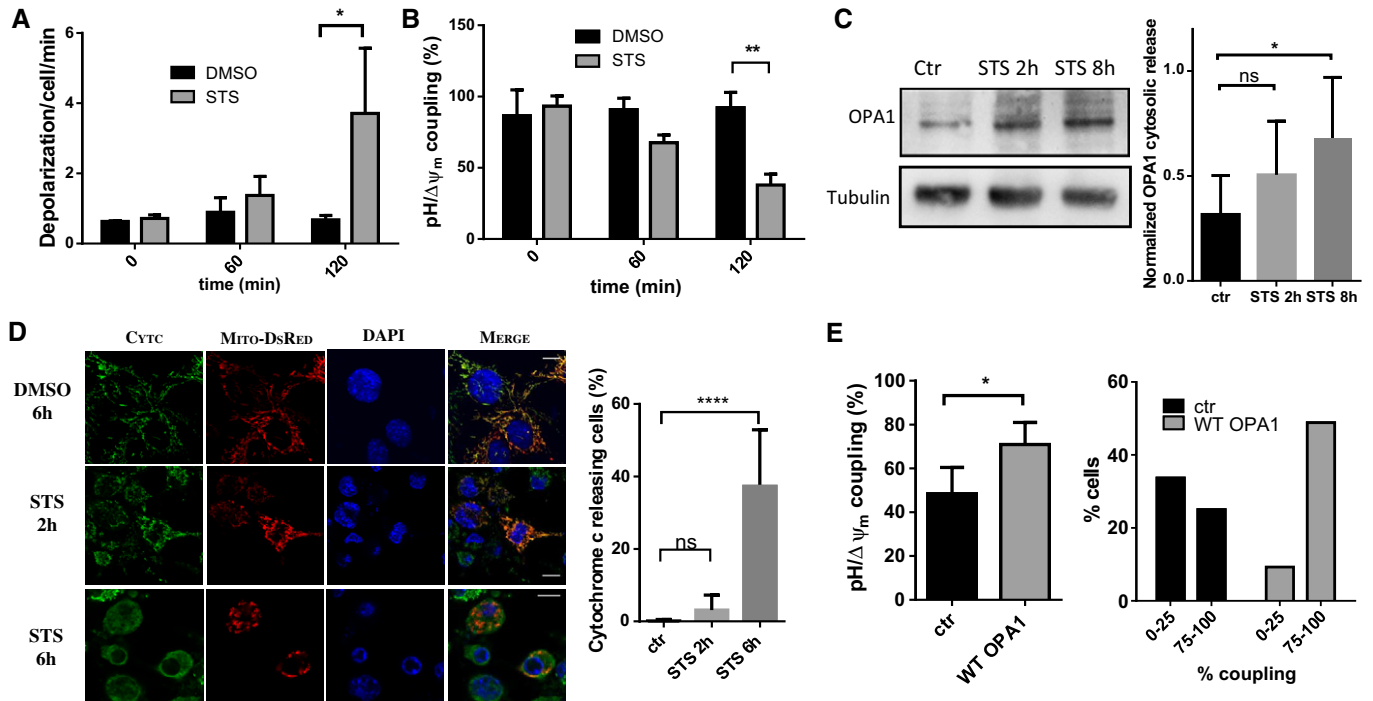 A
*
6
4
2
0
Depolarization/cell/min
DMSO
STS
0
60
120
time (min)
B
DMSO
STS
**
150
100
50
0
pH/Δψm coupling (%)
0
60
120
time (min)
C
Ctr STS 2h STS 8h
OPA1
Tubulin
*
ns
1.0
0.5
0.0
Normalized OPA1 cytosolic release
ctr STS 2h STS 8h
D
CYTC MITO-DSRED DAPI MERGE
DMSO
6h
STS
2h
STS
6h
****
ns
60
40
20
0
Cytochrome c releasing cells (%)
ctr
STS 2h
STS 6h
E
*
100
80
60
40
20
0
pH/Δψm coupling (%)
ctr
WT OPA1
60
40
20
0
% cells
ctr
WT OPA1
0-25
75-100
0-25
75-100
% coupling